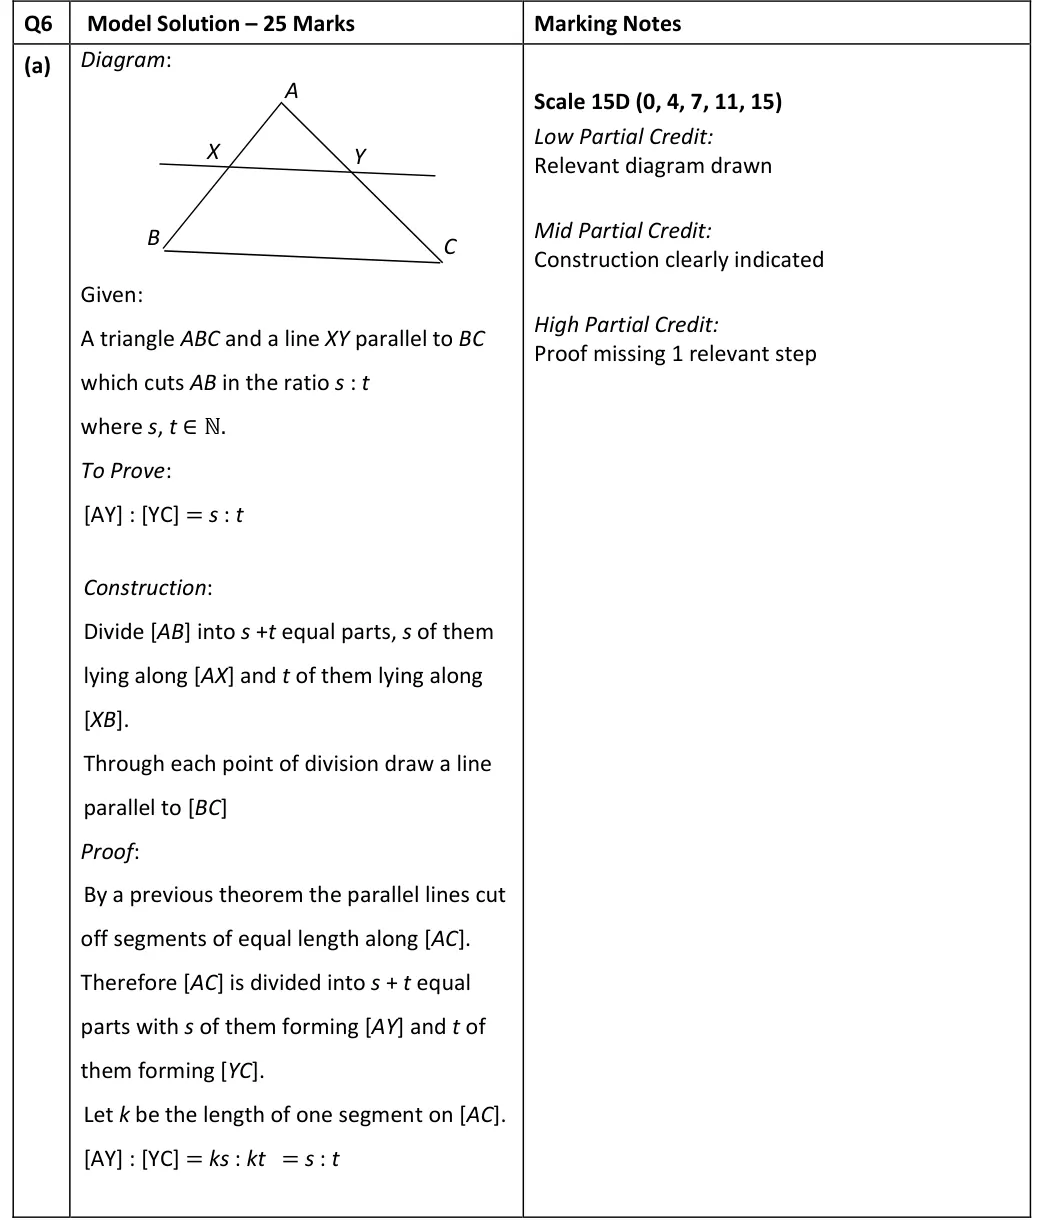 Q6 Model Solution – 25 Marks Marking Notes
(a) Diagram:
A
X
Y
B
C
Given:
A triangle ABC and a line XY parallel to BC
which cuts AB in the ratio s : t
where s, t ∈ ℕ.
To Prove:
[AY] : [YC] = s : t
Construction:
Divide [AB] into s +t equal parts, s of them
lying along [AX] and t of them lying along
[XB].
Through each point of division draw a line
parallel to [BC]
Proof:
By a previous theorem the parallel lines cut
off segments of equal length along [AC].
Therefore [AC] is divided into s + t equal
parts with s of them forming [AY] and t of
them forming [YC].
Let k be the length of one segment on [AC].
[AY] : [YC] = ks : kt = s : t
Scale 15D (0, 4, 7, 11, 15)
Low Partial Credit:
Relevant diagram drawn
Mid Partial Credit:
Construction clearly indicated
High Partial Credit:
Proof missing 1 relevant step